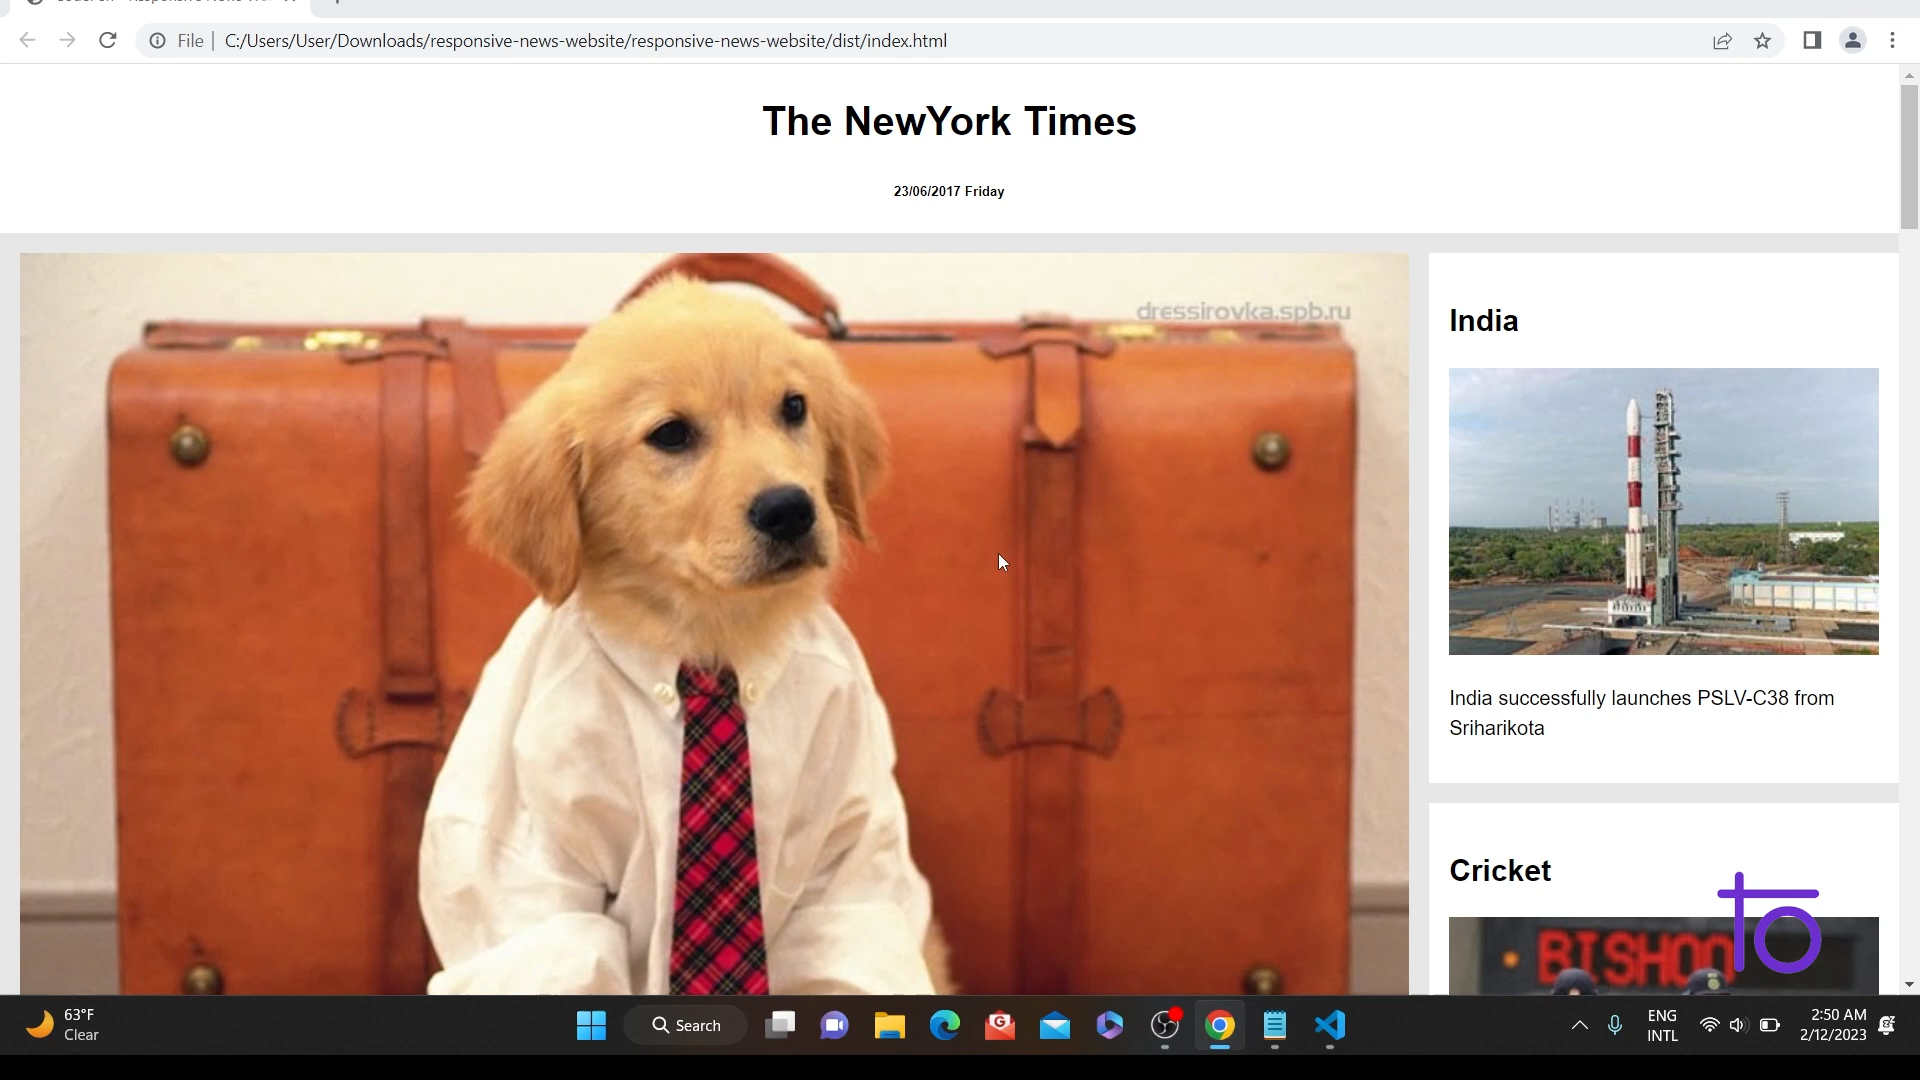 File
C:/Users/User/Downloads/responsive-news-website/responsive-news-website/dist/index.html
The NewYork Times
23/06/2017 Friday
dressirovka.spb.ru
India
India successfully launches PSLV-C38 from
Sriharikota
Cricket
BISHOO
to
63°F
Clear
Search
ENG
INTL
2:50 AM
2/12/2023